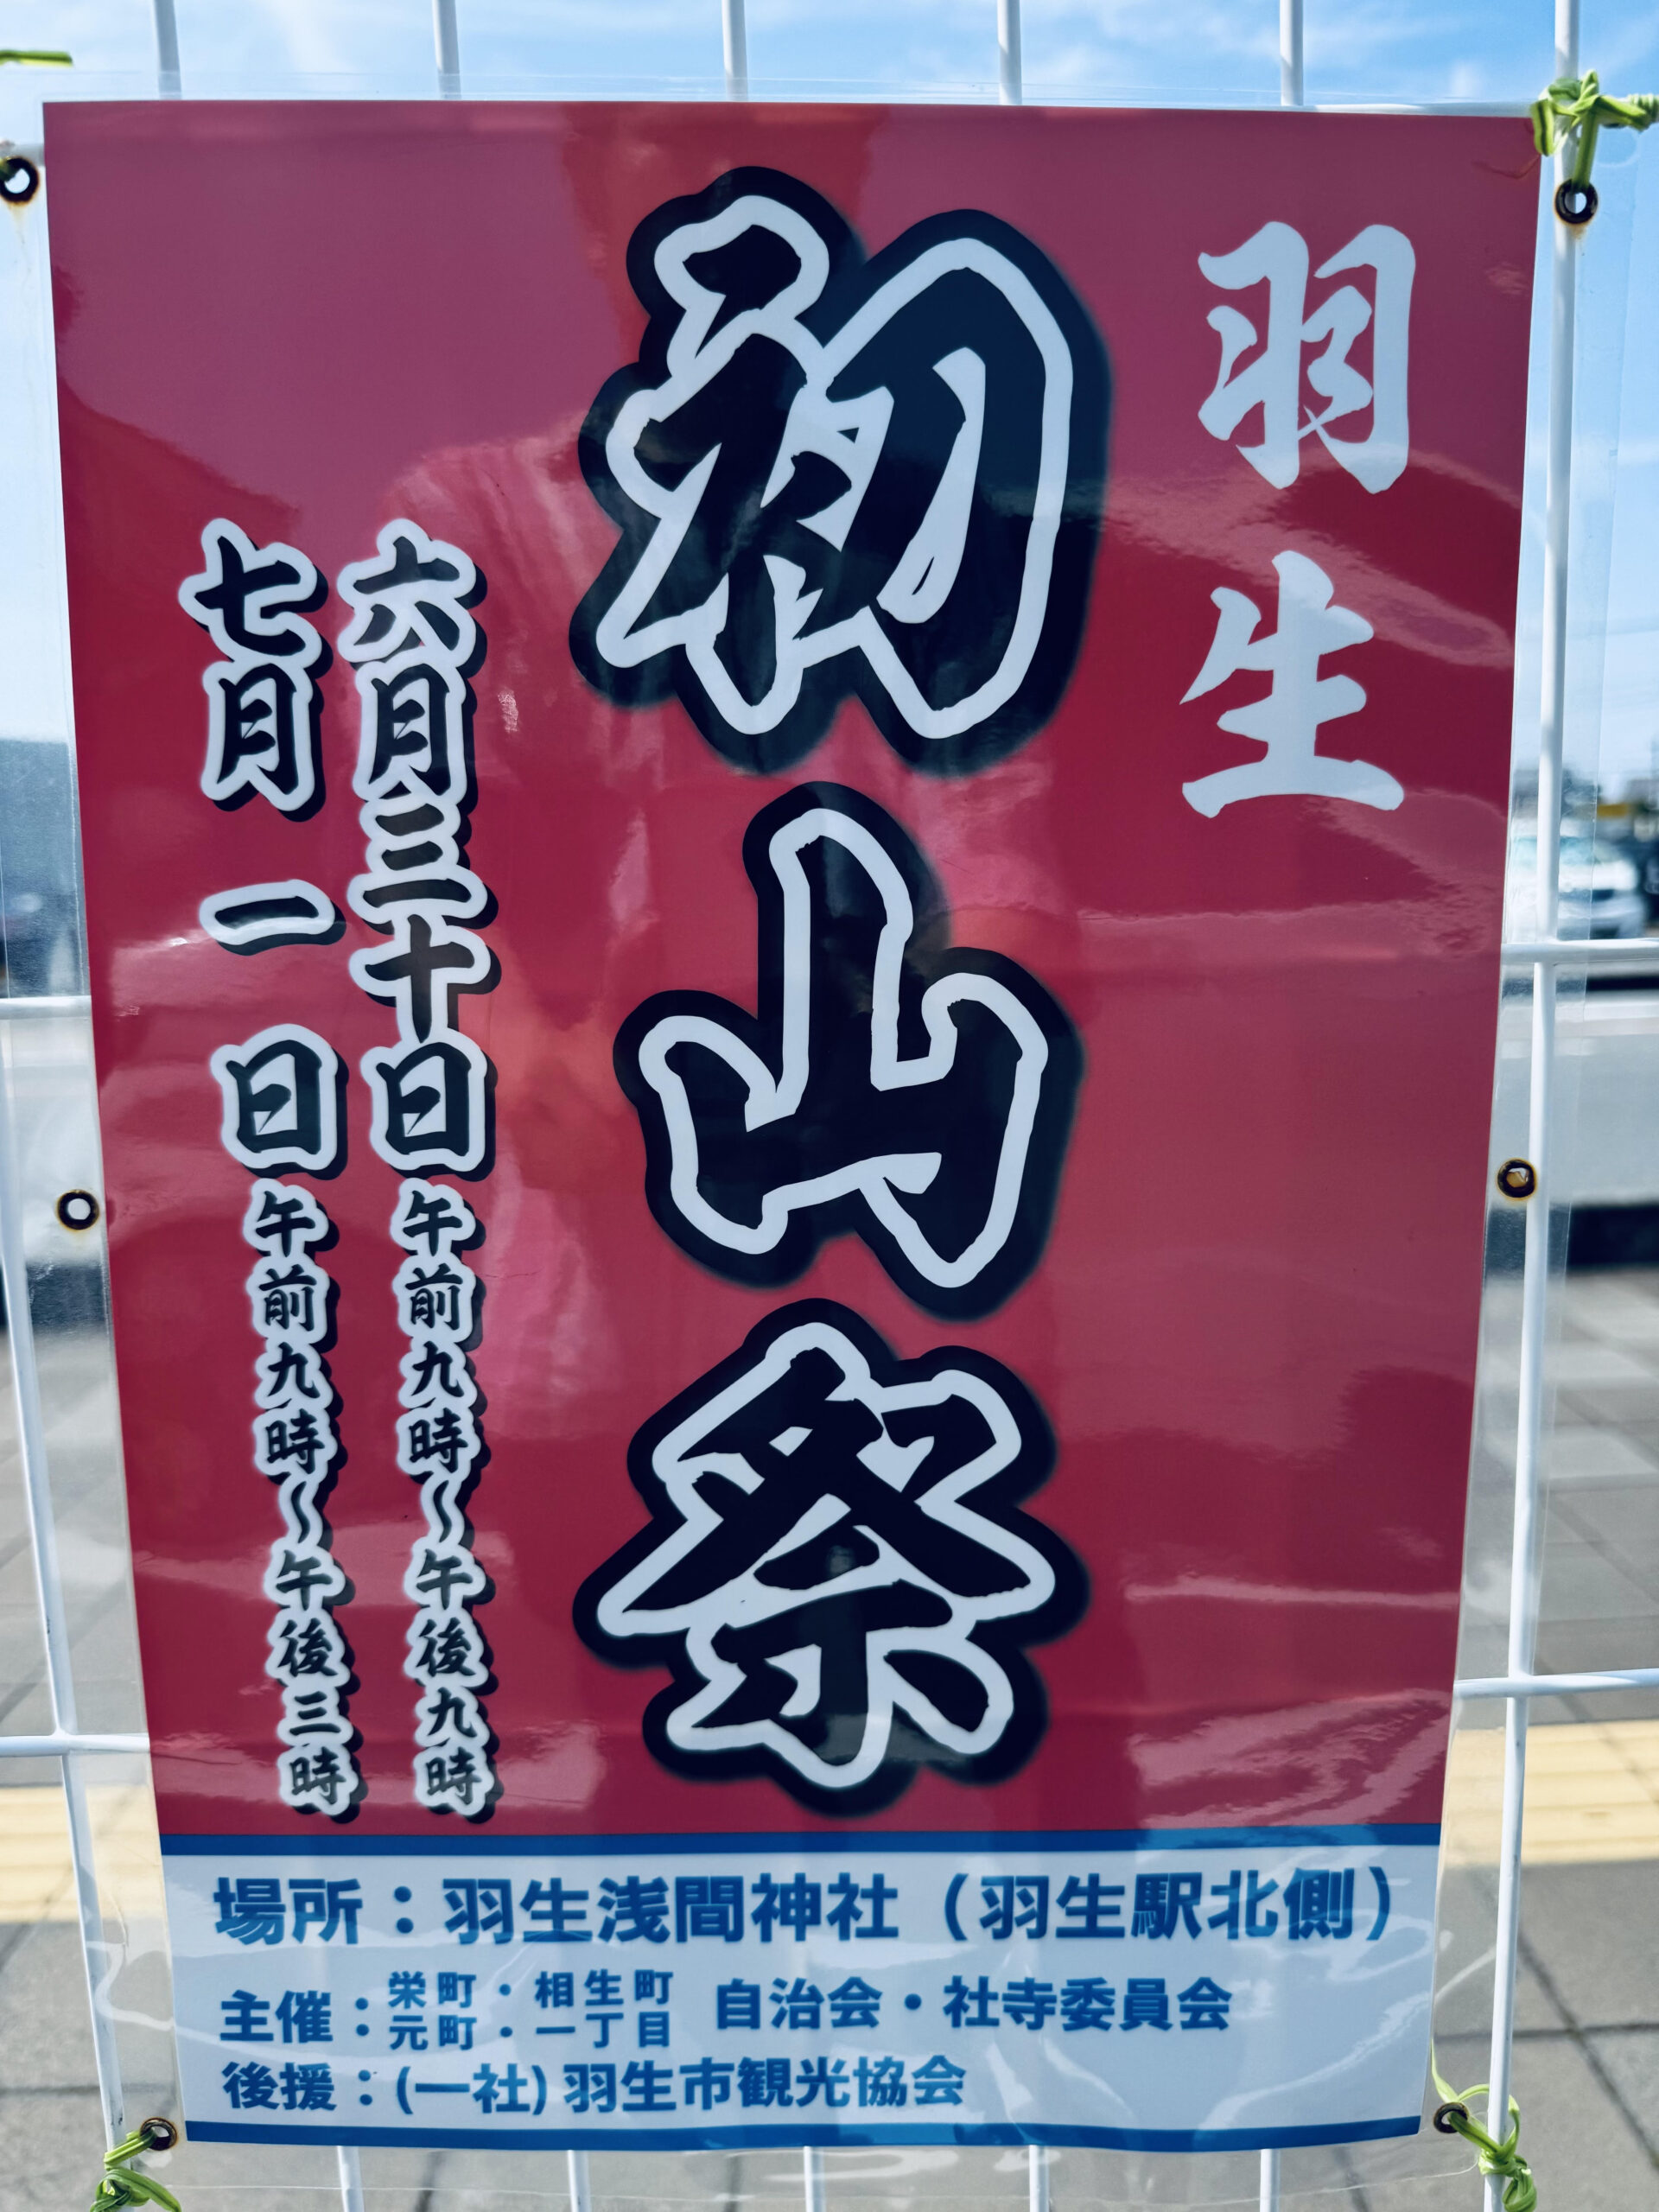 羽生
初山祭
六月三十日 午前九時〜午後九時
七月一日 午前九時〜午後三時
場所：羽生浅間神社（羽生駅北側）
主催：栄町・相生町 元町・一丁目 自治会・社寺委員会
後援：(一社)羽生市観光協会